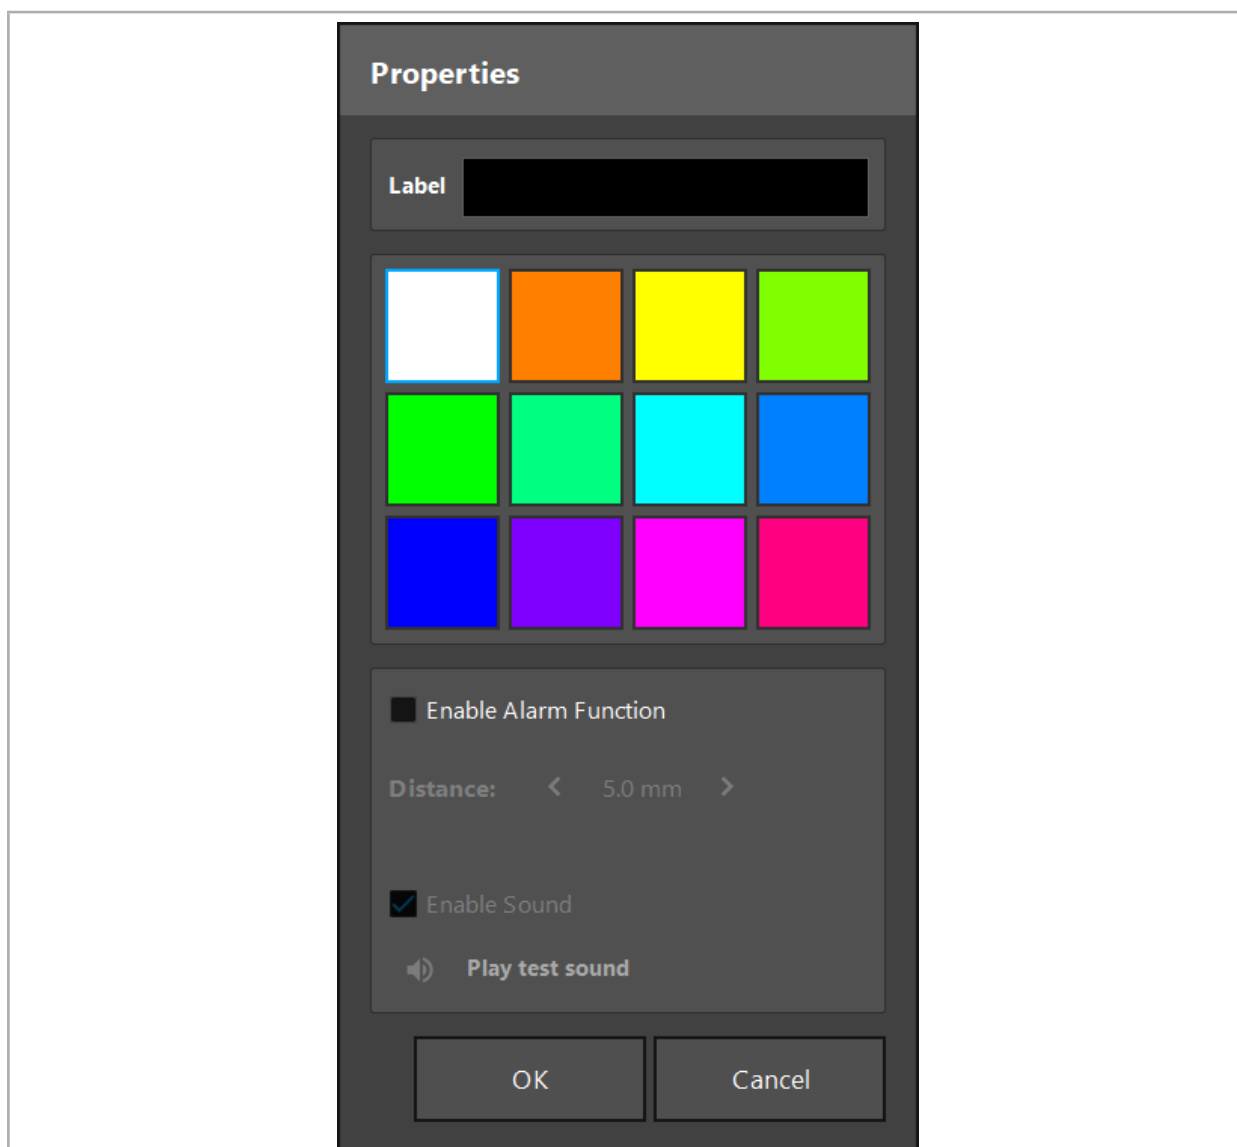 Properties
Label
Enable Alarm Function
Distance: 5.0 mm
Enable Sound
Play test sound
OK Cancel